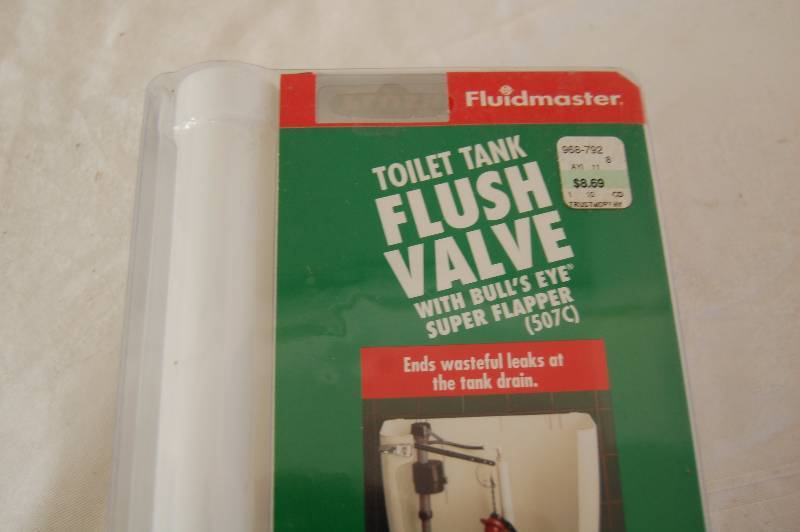 Fluidmaster.
TOILET TANK
FLUSH
VALVE
WITH BULL'S EYE®
SUPER FLAPPER
(507C)
968-792
8
$8.69
Ends wasteful leaks at
the tank drain.